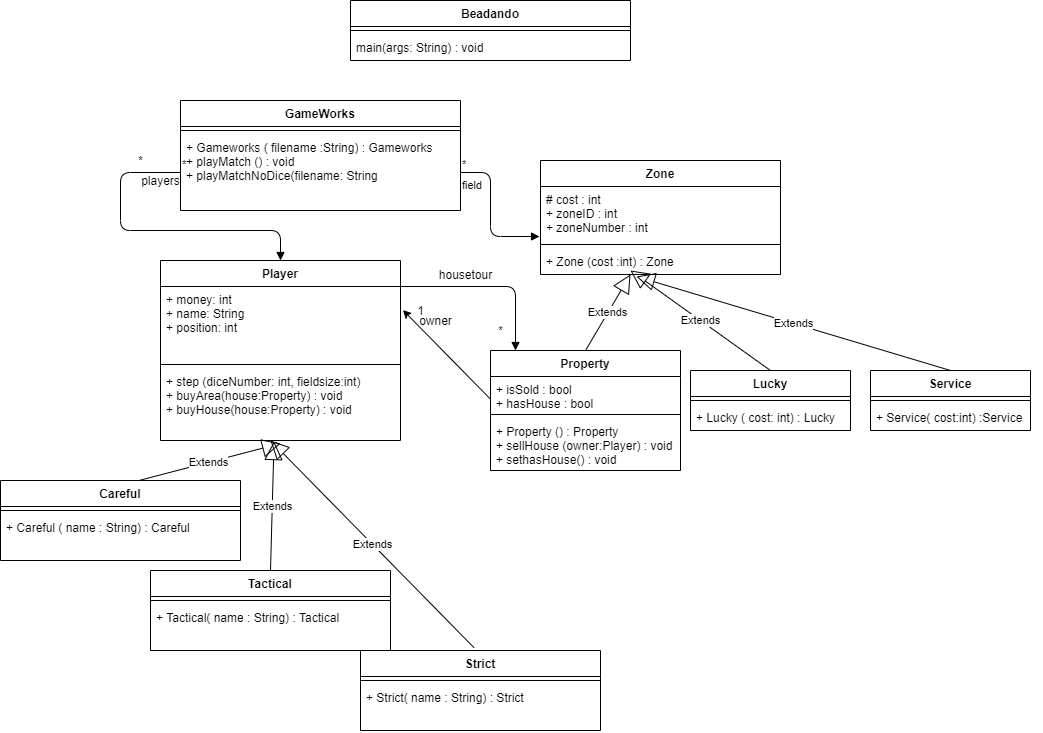 Beadando
main(args: String) : void
GameWorks
+ Gameworks ( filename :String) : Gameworks
+ playMatch () : void
+ playMatchNoDice(filename: String
*
players
*
*
field
Zone
# cost : int
+ zoneID : int
+ zoneNumber : int
+ Zone (cost :int) : Zone
Player
+ money: int
+ name: String
+ position: int
+ step (diceNumber: int, fieldsize:int)
+ buyArea(house:Property) : void
+ buyHouse(house:Property) : void
housetour
*
1
owner
Extends
Extends
Extends
Property
+ isSold : bool
+ hasHouse : bool
+ Property () : Property
+ sellHouse (owner:Player) : void
+ sethasHouse() : void
Lucky
+ Lucky ( cost: int) : Lucky
Service
+ Service( cost:int) :Service
Extends
Extends
Extends
Careful
+ Careful ( name : String) : Careful
Tactical
+ Tactical( name : String) : Tactical
Strict
+ Strict( name : String) : Strict